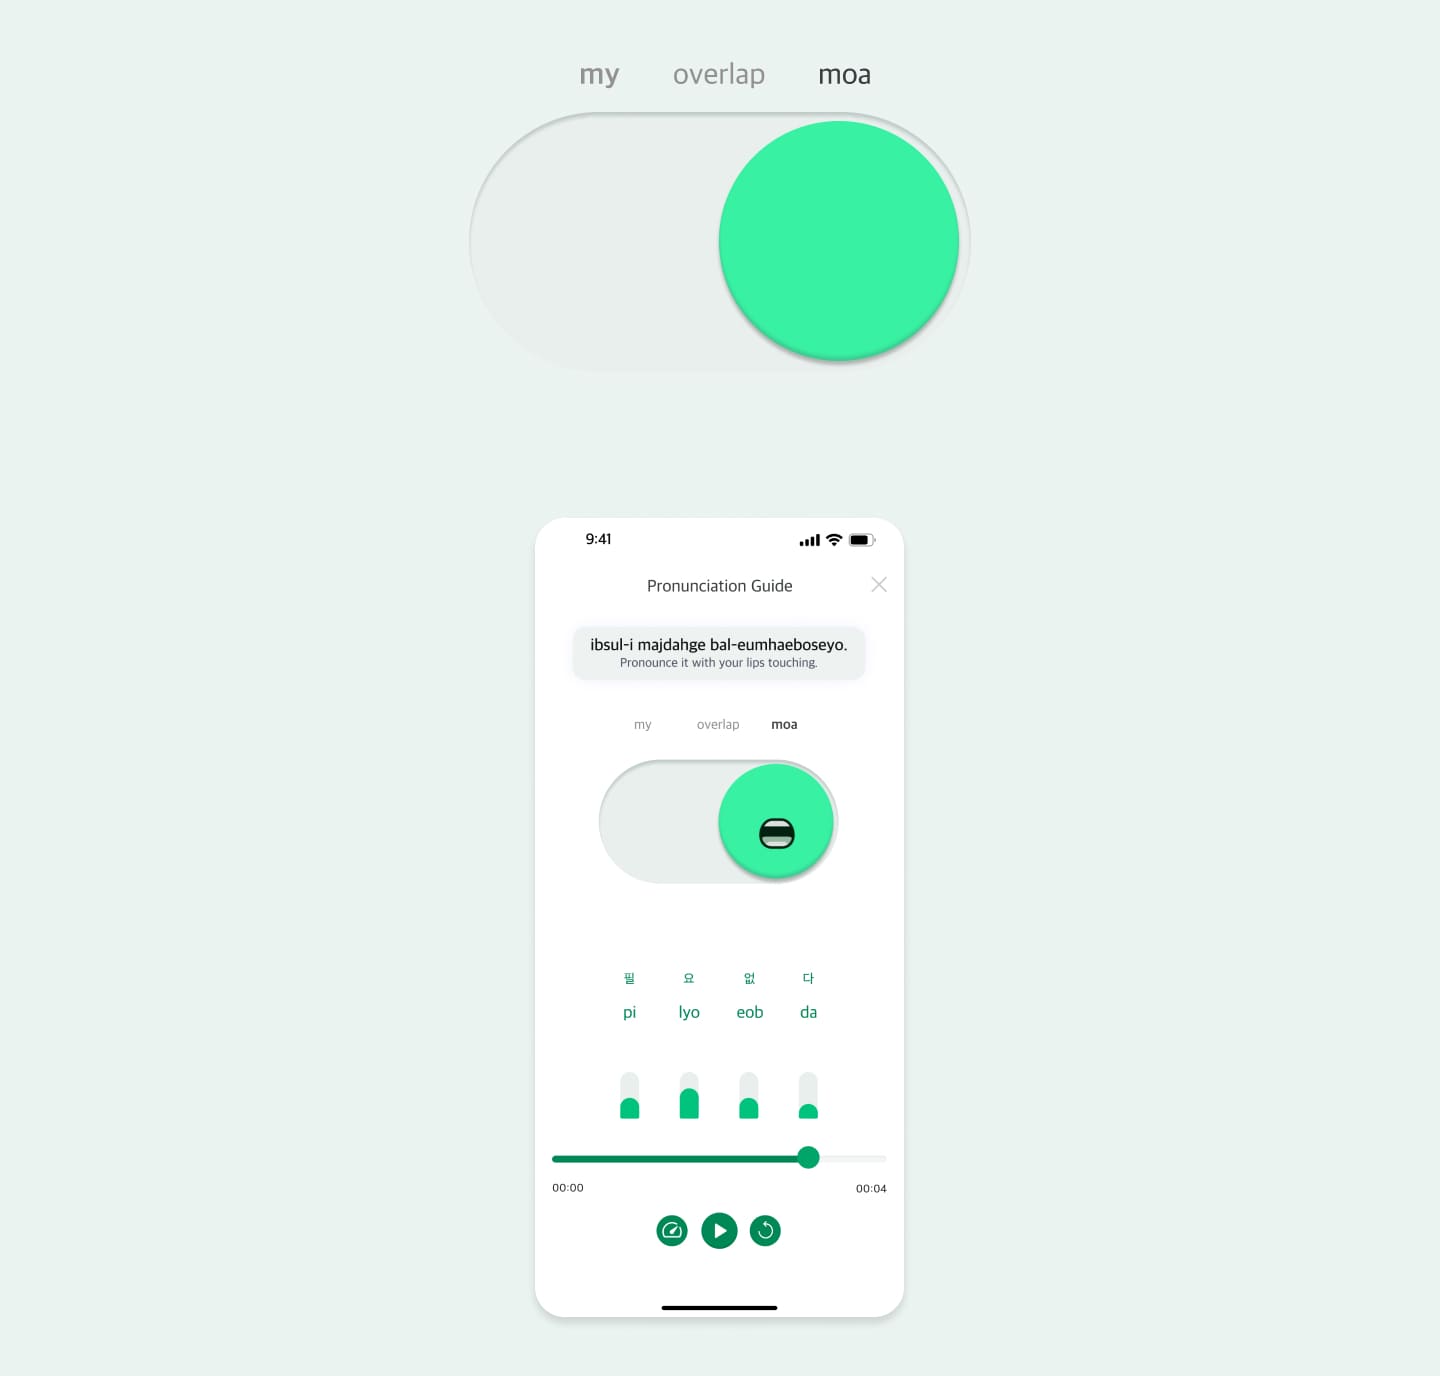 my overlap moa
9:41
Pronunciation Guide
ibsul-i majdahge bal-eumhaeboseyo.
Pronounce it with your lips touching.
my overlap moa
필 요 없 다
pi lyo eob da
00:00 00:04